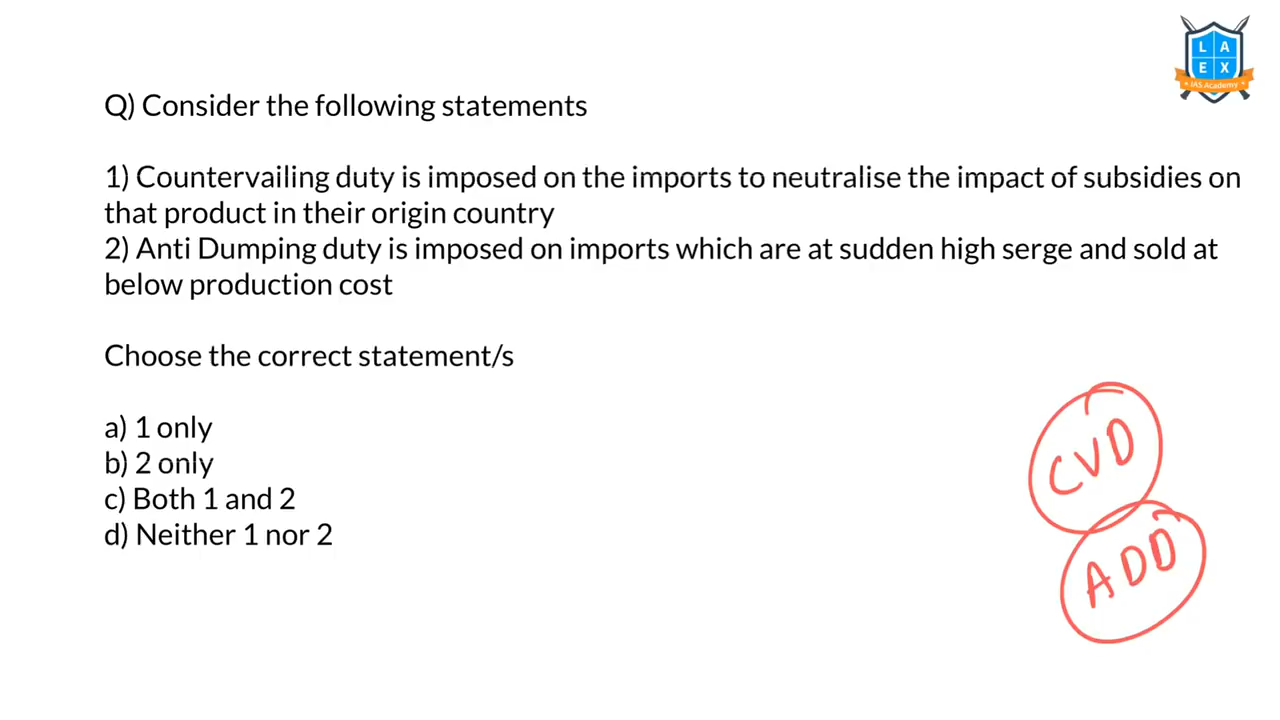 L A
E X
IAS Academy
Q) Consider the following statements
1) Countervailing duty is imposed on the imports to neutralise the impact of subsidies on
that product in their origin country
2) Anti Dumping duty is imposed on imports which are at sudden high serge and sold at
below production cost
Choose the correct statement/s
a) 1 only
b) 2 only
c) Both 1 and 2
d) Neither 1 nor 2
CVD
ADD